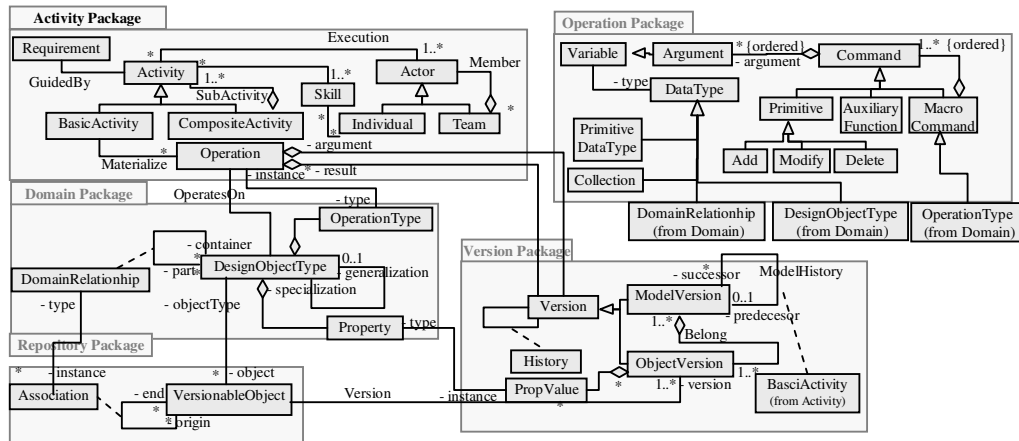 Activity Package
Requirement
Execution
*
1..*
Member
GuidedBy
Activity
*
1..*
Actor
1..*
SubActivity
Skill
*
BasicActivity
CompositeActivity
*
Individual
Team
Materialize
*
Operation
- argument
- instance
*
- result
Operation Package
Variable
Argument
* {ordered}
- argument
Command
1..* {ordered}
- type
DataType
Primitive
Auxiliary
Function
Macro
Command
Primitive
DataType
Add
Modify
Delete
Collection
DomainRelationhip
(from Domain)
DesignObjectType
(from Domain)
OperationType
(from Domain)
Domain Package
OperatesOn
- type
OperationType
- container
*
DesignObjectType
0..1
- part
*
- generalization
DomainRelationship
- specialization
- type
- objectType
Property
- type
Version Package
- successor
*
ModelHistory
ModelVersion
0..1
Version
- predecesor
1..*
Belong
History
ObjectVersion
1..*
PropValue
*
1..*
- version
- instance
*
BasciActivity
(from Activity)
Repository Package
*
- instance
*
- object
Association
- end
VersionableObject
Version
*
*
origin